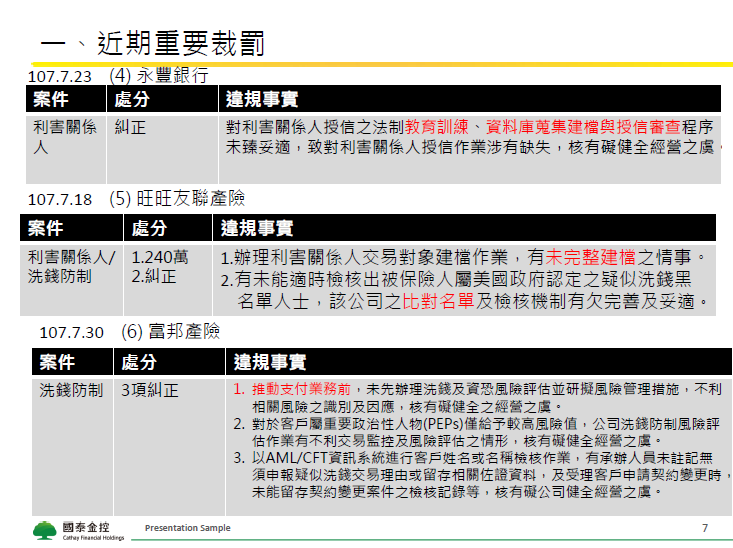 一、近期重要裁罰
107.7.23 (4) 永豐銀行
案件 處分 違規事實
利害關係人 糾正 對利害關係人授信之法制教育訓練、資料庫蒐集建檔與授信審查程序
未臻妥適,致對利害關係人授信作業涉有缺失,核有礙健全經營之虞。
107.7.18 (5) 旺旺友聯產險
案件 處分 違規事實
利害關係人/ 1.240萬 1.辦理利害關係人交易對象建檔作業,有未完整建檔之情事。
洗錢防制 2.糾正 2.有未能適時檢核出被保險人屬美國政府認定之疑似洗錢黑
名單人士,該公司之比對名單及檢核機制有欠完善及妥適。
107.7.30 (6) 富邦產險
案件 處分 違規事實
洗錢防制 3項糾正 1. 推動支付業務前,未先辦理洗錢及資恐風險評估並研擬風險管理措施,不利
相關風險之識別及因應,核有礙健全之經營之虞。
2. 對於客戶屬重要政治性人物(PEPs)僅給予較高風險值,公司洗錢防制風險評
估作業有不利交易監控及風險評估之情形,核有礙健全經營之虞。
3. 以AML/CFT資訊系統進行客戶姓名或名稱檢核作業,有承辦人員未註記無
須申報疑似洗錢交易理由或留存相關佐證資料,及受理客戶申請契約變更時,
未能留存契約變更案件之檢核記錄等,核有礙公司健全經營之虞。
國泰金控
Cathay Financial Holdings
Presentation Sample
7